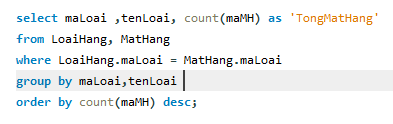 select maLoai ,tenLoai, count(maMH) as 'TongMatHang'
from LoaiHang, MatHang
where LoaiHang.maLoai = MatHang.maLoai
group by maLoai,tenLoai
order by count(maMH) desc;